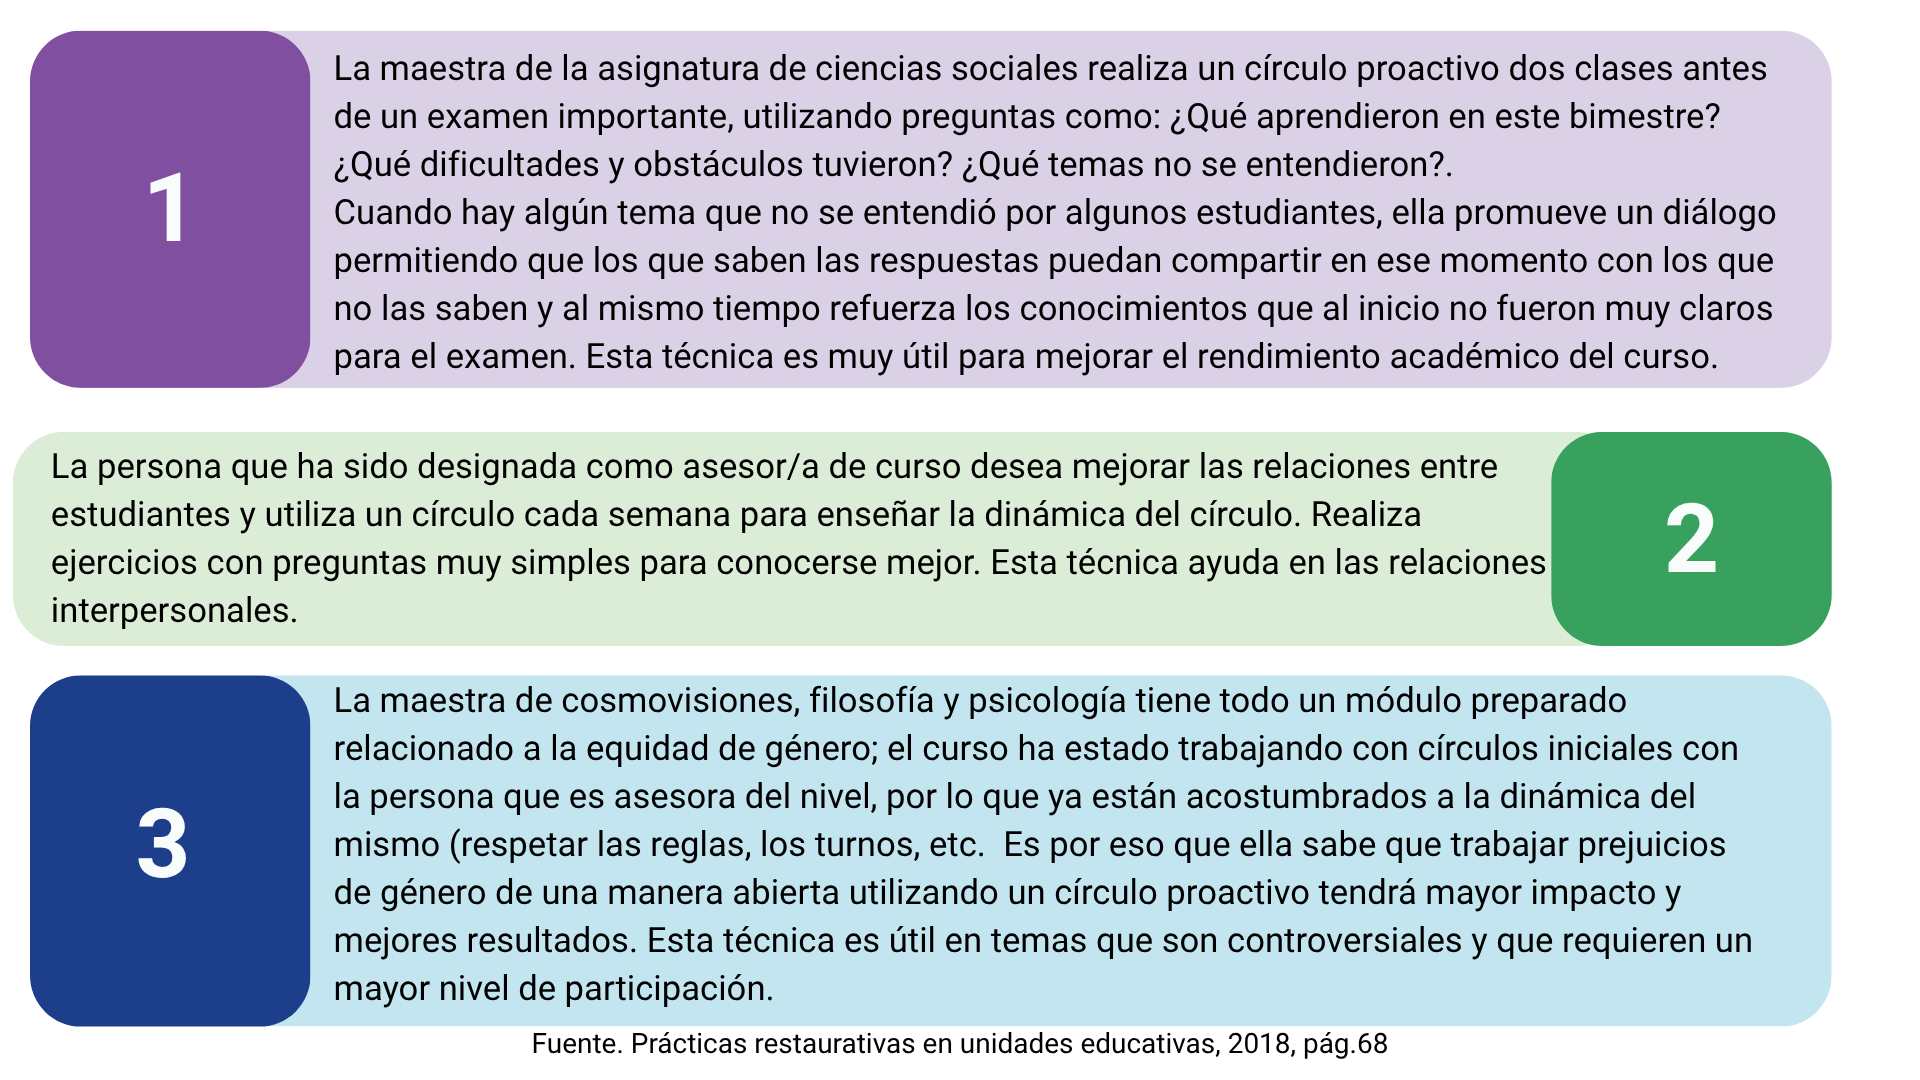 1
La maestra de la asignatura de ciencias sociales realiza un círculo proactivo dos clases antes
de un examen importante, utilizando preguntas como: ¿Qué aprendieron en este bimestre?
¿Qué dificultades y obstáculos tuvieron? ¿Qué temas no se entendieron?.
Cuando hay algún tema que no se entendió por algunos estudiantes, ella promueve un diálogo
permitiendo que los que saben las respuestas puedan compartir en ese momento con los que
no las saben y al mismo tiempo refuerza los conocimientos que al inicio no fueron muy claros
para el examen. Esta técnica es muy útil para mejorar el rendimiento académico del curso.
La persona que ha sido designada como asesor/a de curso desea mejorar las relaciones entre
estudiantes y utiliza un círculo cada semana para enseñar la dinámica del círculo. Realiza
ejercicios con preguntas muy simples para conocerse mejor. Esta técnica ayuda en las relaciones
interpersonales.
2
3
La maestra de cosmovisiones, filosofía y psicología tiene todo un módulo preparado
relacionado a la equidad de género; el curso ha estado trabajando con círculos iniciales con
la persona que es asesora del nivel, por lo que ya están acostumbrados a la dinámica del
mismo (respetar las reglas, los turnos, etc.  Es por eso que ella sabe que trabajar prejuicios
de género de una manera abierta utilizando un círculo proactivo tendrá mayor impacto y
mejores resultados. Esta técnica es útil en temas que son controversiales y que requieren un
mayor nivel de participación.
Fuente. Prácticas restaurativas en unidades educativas, 2018, pág.68